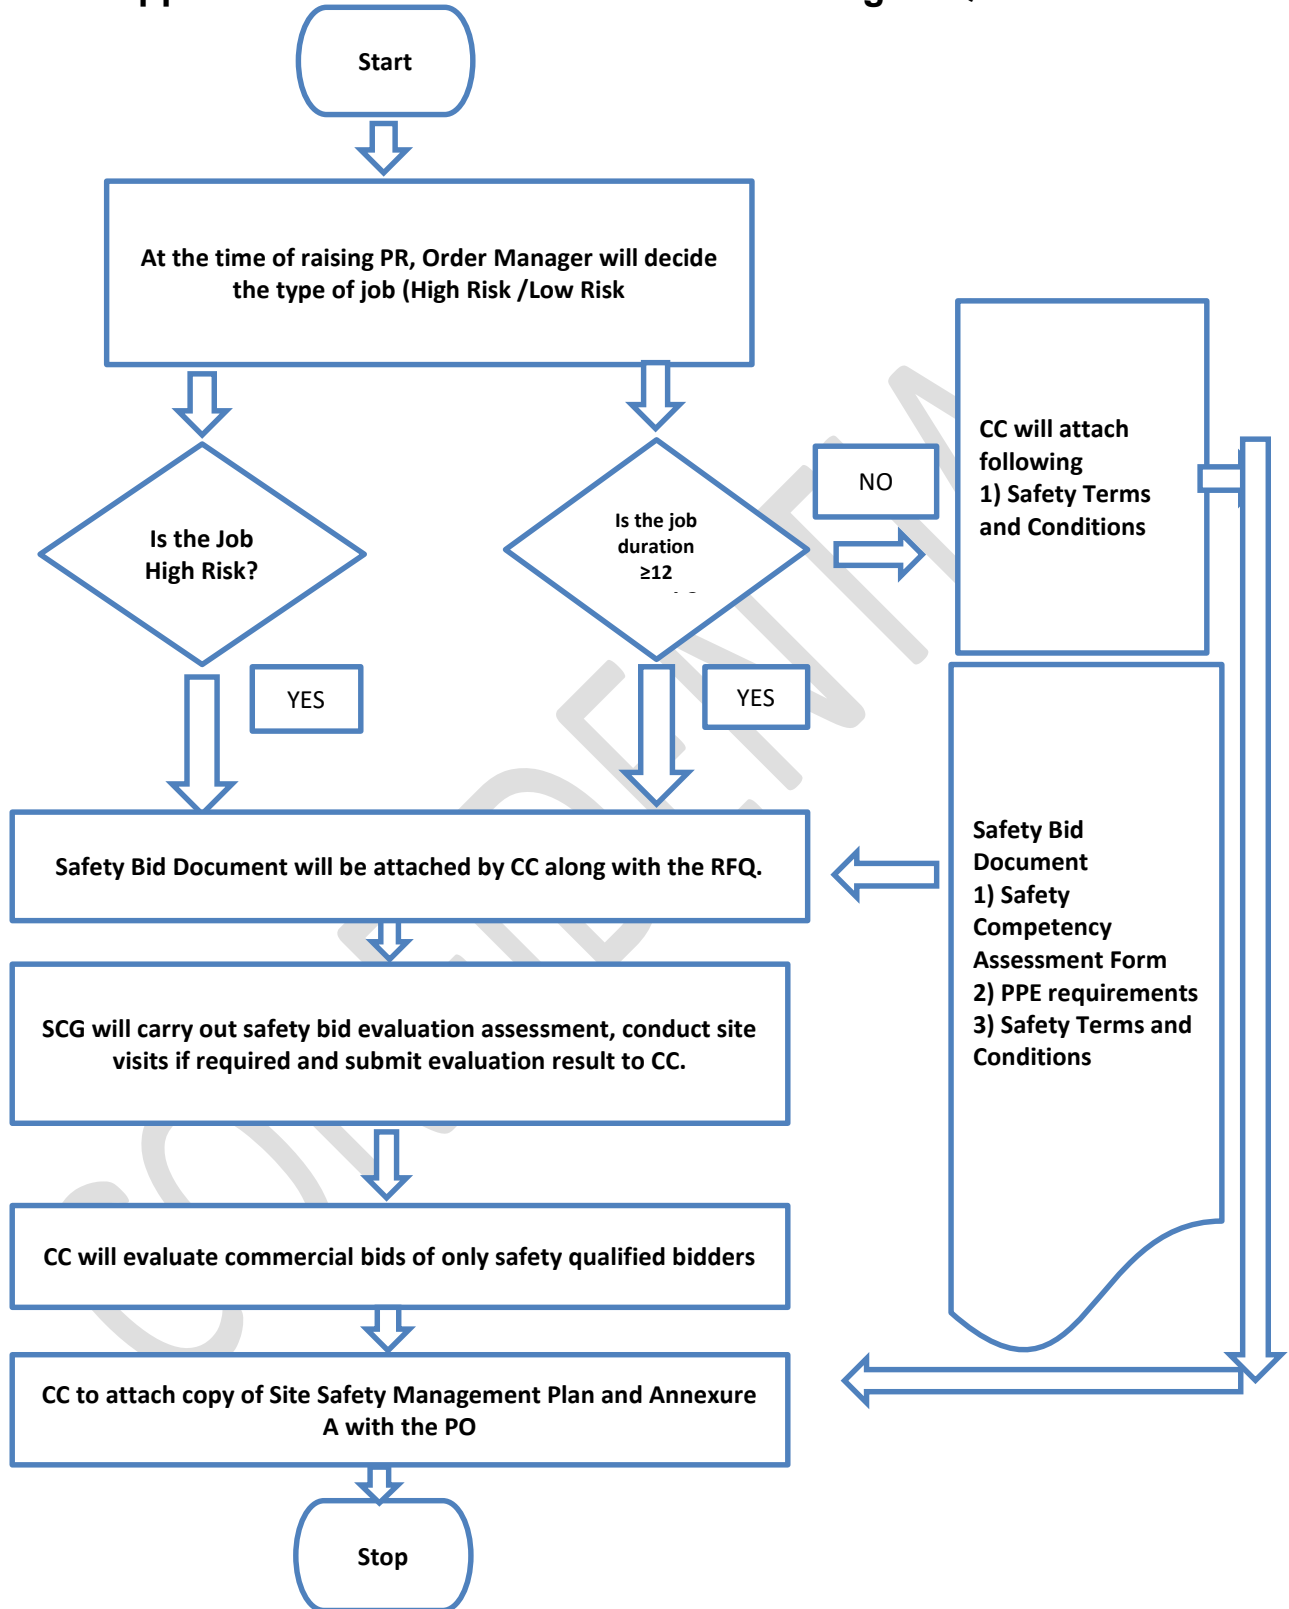 Start
At the time of raising PR, Order Manager will decide
the type of job (High Risk /Low Risk
Is the Job
High Risk?
Is the job
duration
≥12
NO
CC will attach
following
1) Safety Terms
and Conditions
YES
YES
Safety Bid Document will be attached by CC along with the RFQ.
Safety Bid
Document
1) Safety
Competency
Assessment Form
2) PPE requirements
3) Safety Terms and
Conditions
SCG will carry out safety bid evaluation assessment, conduct site
visits if required and submit evaluation result to CC.
CC will evaluate commercial bids of only safety qualified bidders
CC to attach copy of Site Safety Management Plan and Annexure
A with the PO
Stop